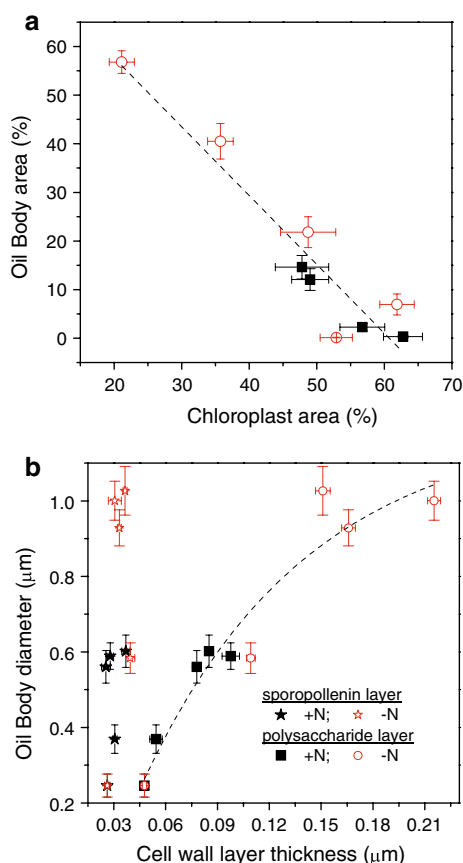 a
60
50
40
30
20
10
0
Oil Body area (%)
20 30 40 50 60 70
Chloroplast area (%)
b
1.0
0.8
0.6
0.4
0.2
Oil Body diameter (μm)
sporopollenin layer
+N; -N
polysaccharide layer
+N; -N
0.03 0.06 0.09 0.12 0.15 0.18 0.21
Cell wall layer thickness (μm)